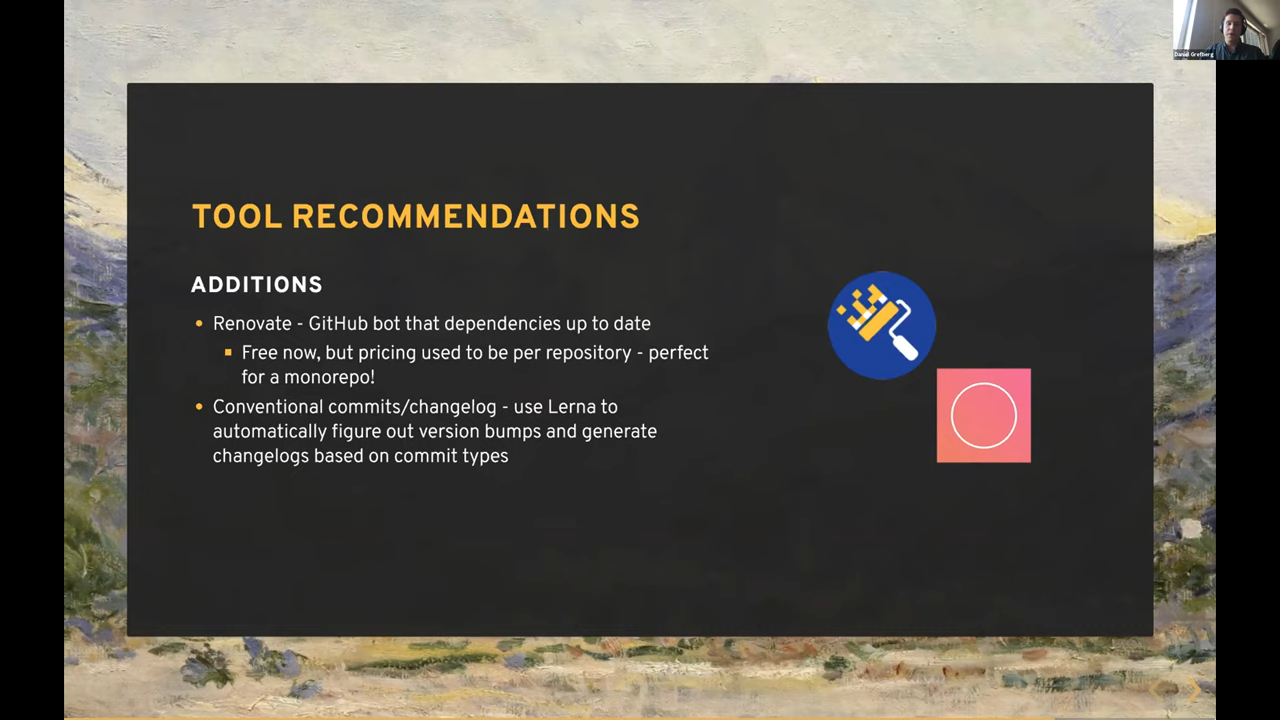 Daniel Grefberg
TOOL RECOMMENDATIONS
ADDITIONS
• Renovate - GitHub bot that dependencies up to date
▪ Free now, but pricing used to be per repository - perfect
for a monorepo!
• Conventional commits/changelog - use Lerna to
automatically figure out version bumps and generate
changelogs based on commit types